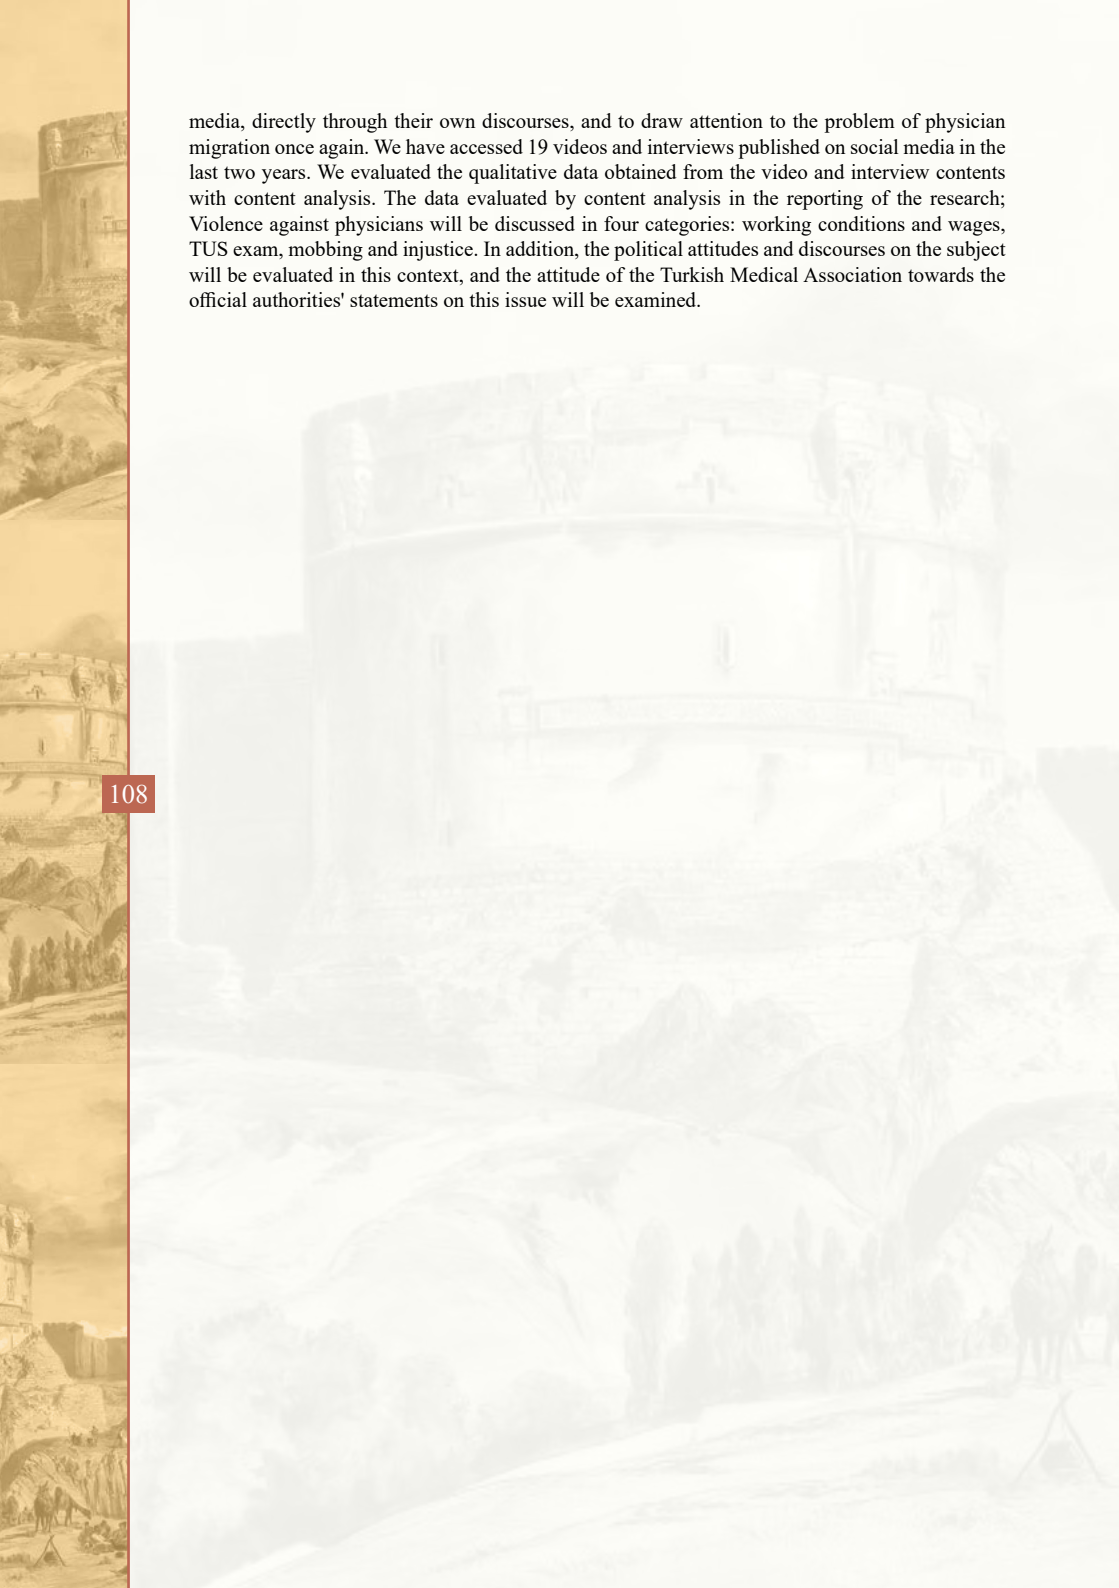 media, directly through their own discourses, and to draw attention to the problem of physician
migration once again. We have accessed 19 videos and interviews published on social media in the
last two years. We evaluated the qualitative data obtained from the video and interview contents
with content analysis. The data evaluated by content analysis in the reporting of the research;
Violence against physicians will be discussed in four categories: working conditions and wages,
TUS exam, mobbing and injustice. In addition, the political attitudes and discourses on the subject
will be evaluated in this context, and the attitude of the Turkish Medical Association towards the
official authorities' statements on this issue will be examined.
108